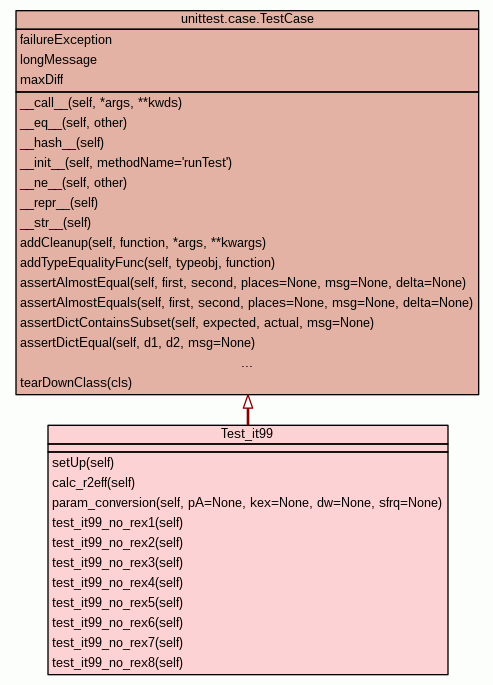 unittest.case.TestCase
failureException
longMessage
maxDiff
__call__(self, *args, **kwds)
__eq__(self, other)
__hash__(self)
__init__(self, methodName='runTest')
__ne__(self, other)
__repr__(self)
__str__(self)
addCleanup(self, function, *args, **kwargs)
addTypeEqualityFunc(self, typeobj, function)
assertAlmostEqual(self, first, second, places=None, msg=None, delta=None)
assertAlmostEquals(self, first, second, places=None, msg=None, delta=None)
assertDictContainsSubset(self, expected, actual, msg=None)
assertDictEqual(self, d1, d2, msg=None)
...
tearDownClass(cls)
Test_it99
setUp(self)
calc_r2eff(self)
param_conversion(self, pA=None, kex=None, dw=None, sfrq=None)
test_it99_no_rex1(self)
test_it99_no_rex2(self)
test_it99_no_rex3(self)
test_it99_no_rex4(self)
test_it99_no_rex5(self)
test_it99_no_rex6(self)
test_it99_no_rex7(self)
test_it99_no_rex8(self)